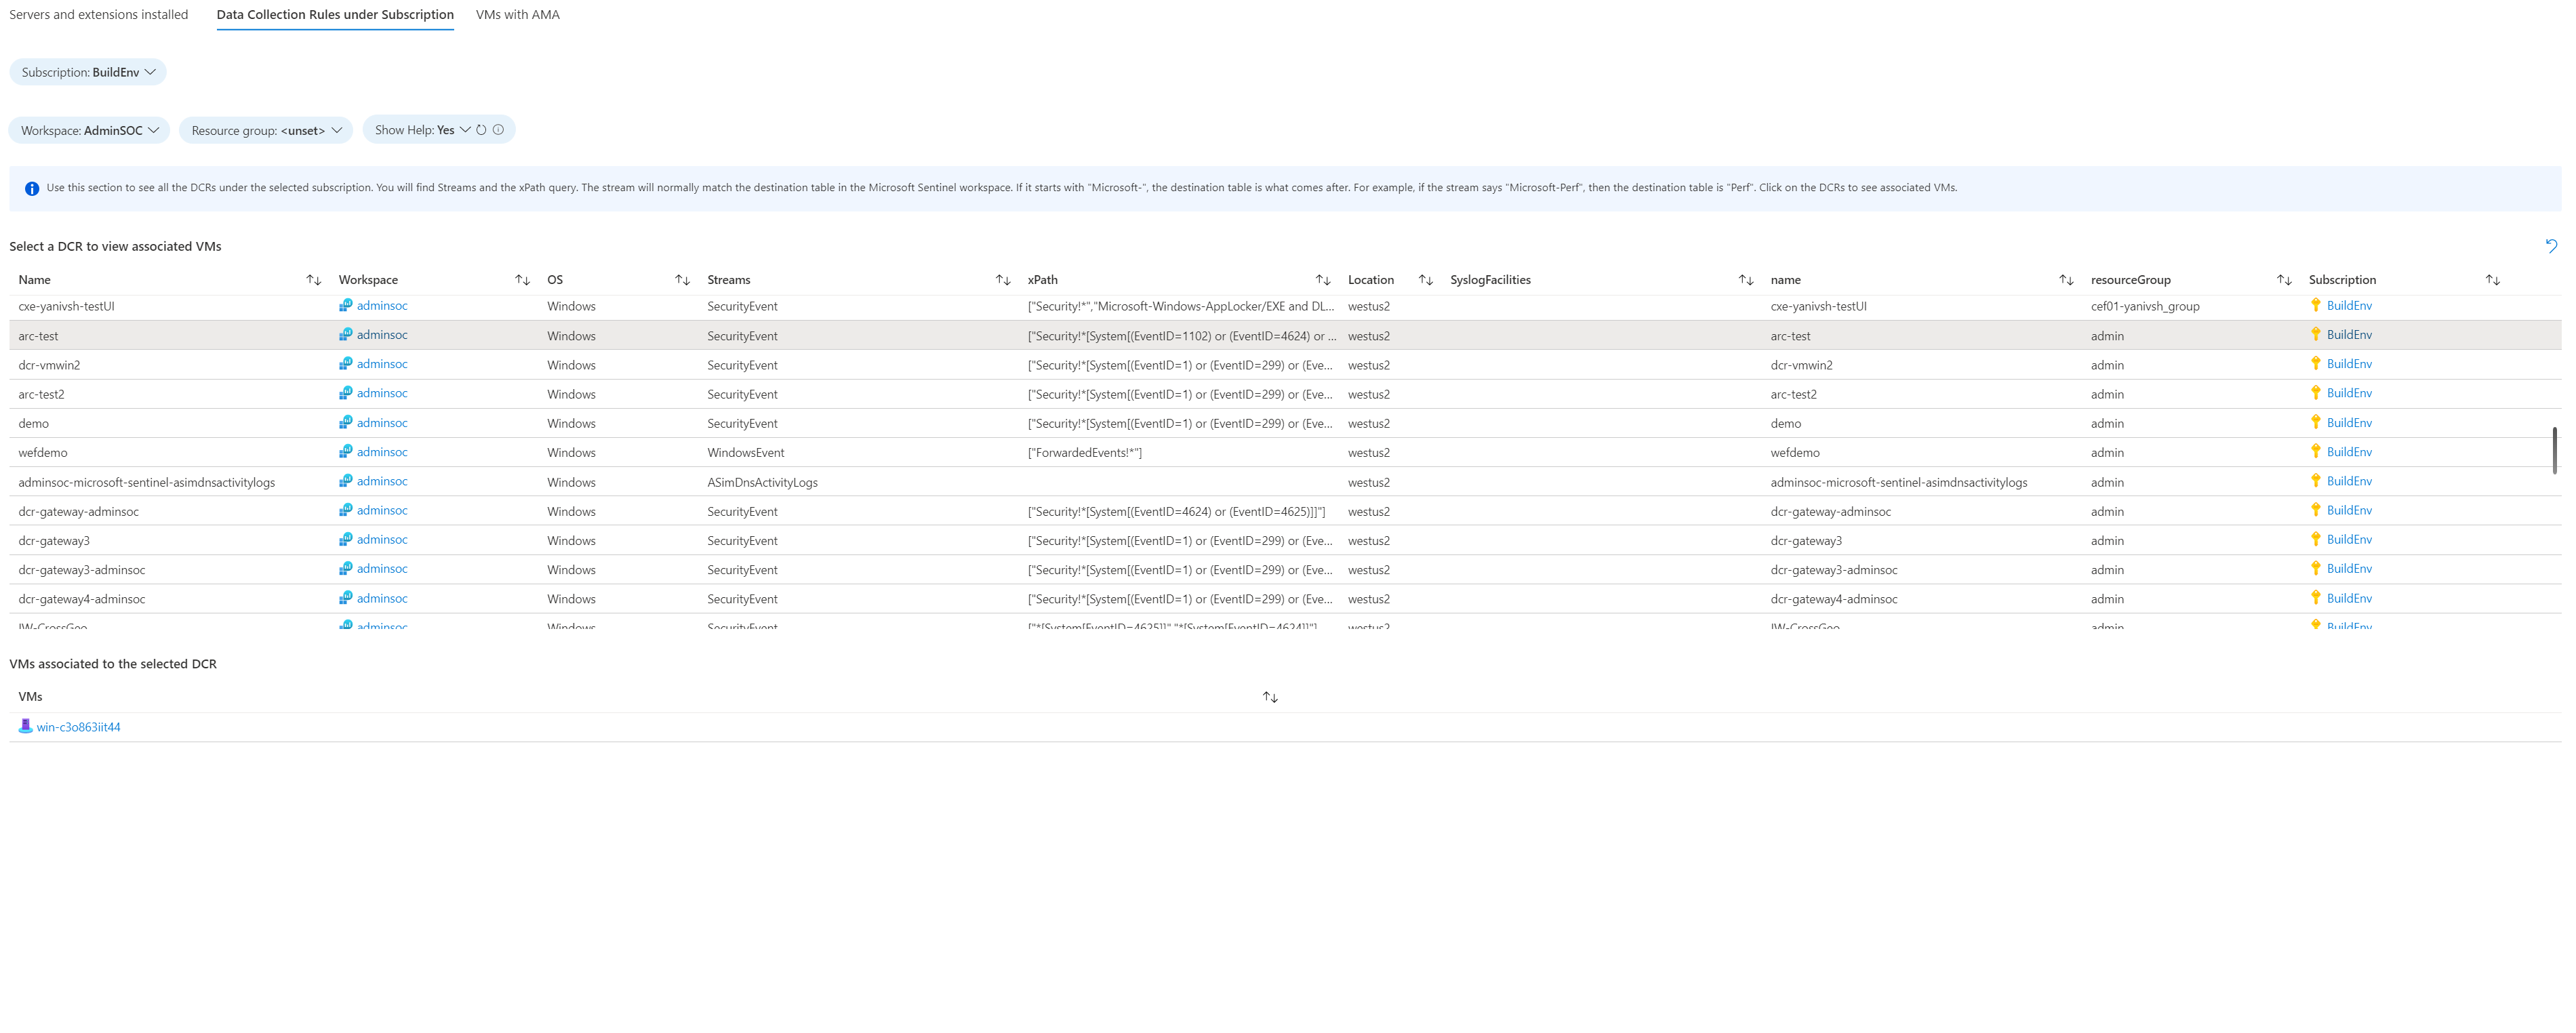 Servers and extensions installed Data Collection Rules under Subscription VMs with AMA
Subscription: BuildEnv
Workspace: AdminSOC Resource group: <unset> Show Help: Yes
Use this section to see all the DCRs under the selected subscription. You will find Streams and the xPath query. The stream will normally match the destination table in the Microsoft Sentinel workspace. If it starts with "Microsoft-", the destination table is what comes after. For example, if the stream says "Microsoft-Perf", then the destination table is "Perf". Click on the DCRs to see associated VMs.
Select a DCR to view associated VMs
Name Workspace OS Streams xPath Location SyslogFacilities name resourceGroup Subscription
cxe-yanivsh-testUI adminsoc Windows SecurityEvent ["Security!*","Microsoft-Windows-AppLocker/EXE and DL... westus2 cxe-yanivsh-testUI cef01-yanivsh_group BuildEnv
arc-test adminsoc Windows SecurityEvent ["Security!*[System[(EventID=1102) or (EventID=4624) or ... westus2 arc-test admin BuildEnv
dcr-vmwin2 adminsoc Windows SecurityEvent ["Security!*[System[(EventID=1) or (EventID=299) or (Eve... westus2 dcr-vmwin2 admin BuildEnv
arc-test2 adminsoc Windows SecurityEvent ["Security!*[System[(EventID=1) or (EventID=299) or (Eve... westus2 arc-test2 admin BuildEnv
demo adminsoc Windows SecurityEvent ["Security!*[System[(EventID=1) or (EventID=299) or (Eve... westus2 demo admin BuildEnv
wefdemo adminsoc Windows WindowsEvent ["ForwardedEvents!*"] westus2 wefdemo admin BuildEnv
adminsoc-microsoft-sentinel-asimdnsactivitylogs adminsoc Windows ASimDnsActivityLogs westus2 adminsoc-microsoft-sentinel-asimdnsactivitylogs admin BuildEnv
dcr-gateway-adminsoc adminsoc Windows SecurityEvent ["Security!*[System[(EventID=4624) or (EventID=4625)]]"] westus2 dcr-gateway-adminsoc admin BuildEnv
dcr-gateway3 adminsoc Windows SecurityEvent ["Security!*[System[(EventID=1) or (EventID=299) or (Eve... westus2 dcr-gateway3 admin BuildEnv
dcr-gateway3-adminsoc adminsoc Windows SecurityEvent ["Security!*[System[(EventID=1) or (EventID=299) or (Eve... westus2 dcr-gateway3-adminsoc admin BuildEnv
dcr-gateway4-adminsoc adminsoc Windows SecurityEvent ["Security!*[System[(EventID=1) or (EventID=299) or (Eve... westus2 dcr-gateway4-adminsoc admin BuildEnv
adminsoc Windows SecurityEvent ["*[System[EventID=4625]]","*[System[EventID=4624]]"] westus2 admin BuildEnv
VMs associated to the selected DCR
VMs
win-c3o863iit44